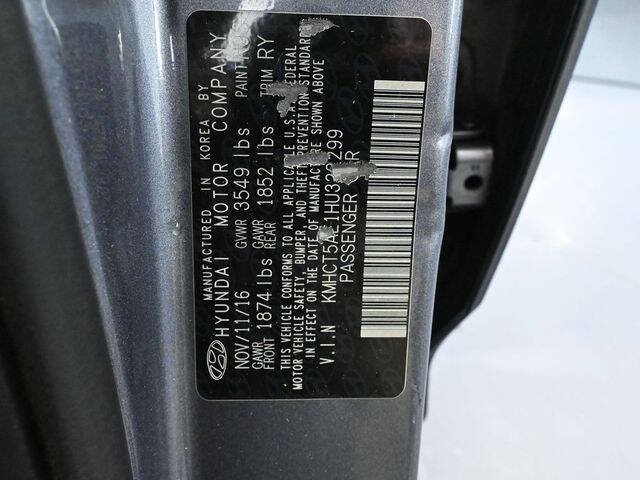 MANUFACTURED IN KOREA BY
HYUNDAI MOTOR COMPANY
NOV/11/16 GVWR 3549 lbs PAINT
GAWR FRONT 1874 lbs GAWR REAR 1852 lbs TRIM RY
THIS VEHICLE CONFORMS TO ALL APPLICABLE U.S.A FEDERAL
MOTOR VEHICLE SAFETY, BUMPER, AND THEFT PREVENTION STANDARDS
IN EFFECT ON THE DATE OF MANUFACTURE SHOWN ABOVE
V.I.N KMHCT5A
PASSENGER